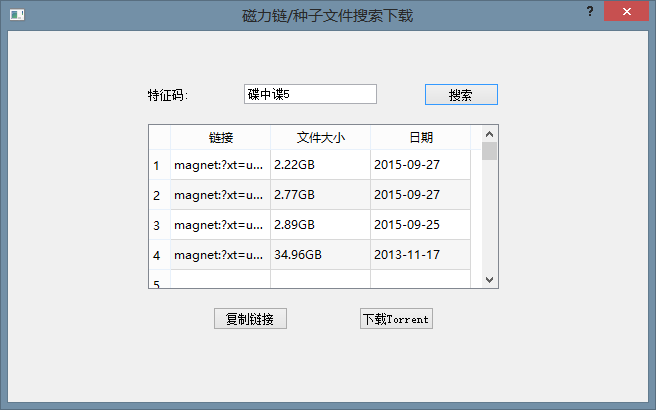 磁力链/种子文件搜索下载
?
特征码: 碟中谍5 搜索
链接 文件大小 日期
1 magnet:?xt=u... 2.22GB 2015-09-27
2 magnet:?xt=u... 2.77GB 2015-09-27
3 magnet:?xt=u... 2.89GB 2015-09-25
4 magnet:?xt=u... 34.96GB 2013-11-17
5
复制链接 下载Torrent